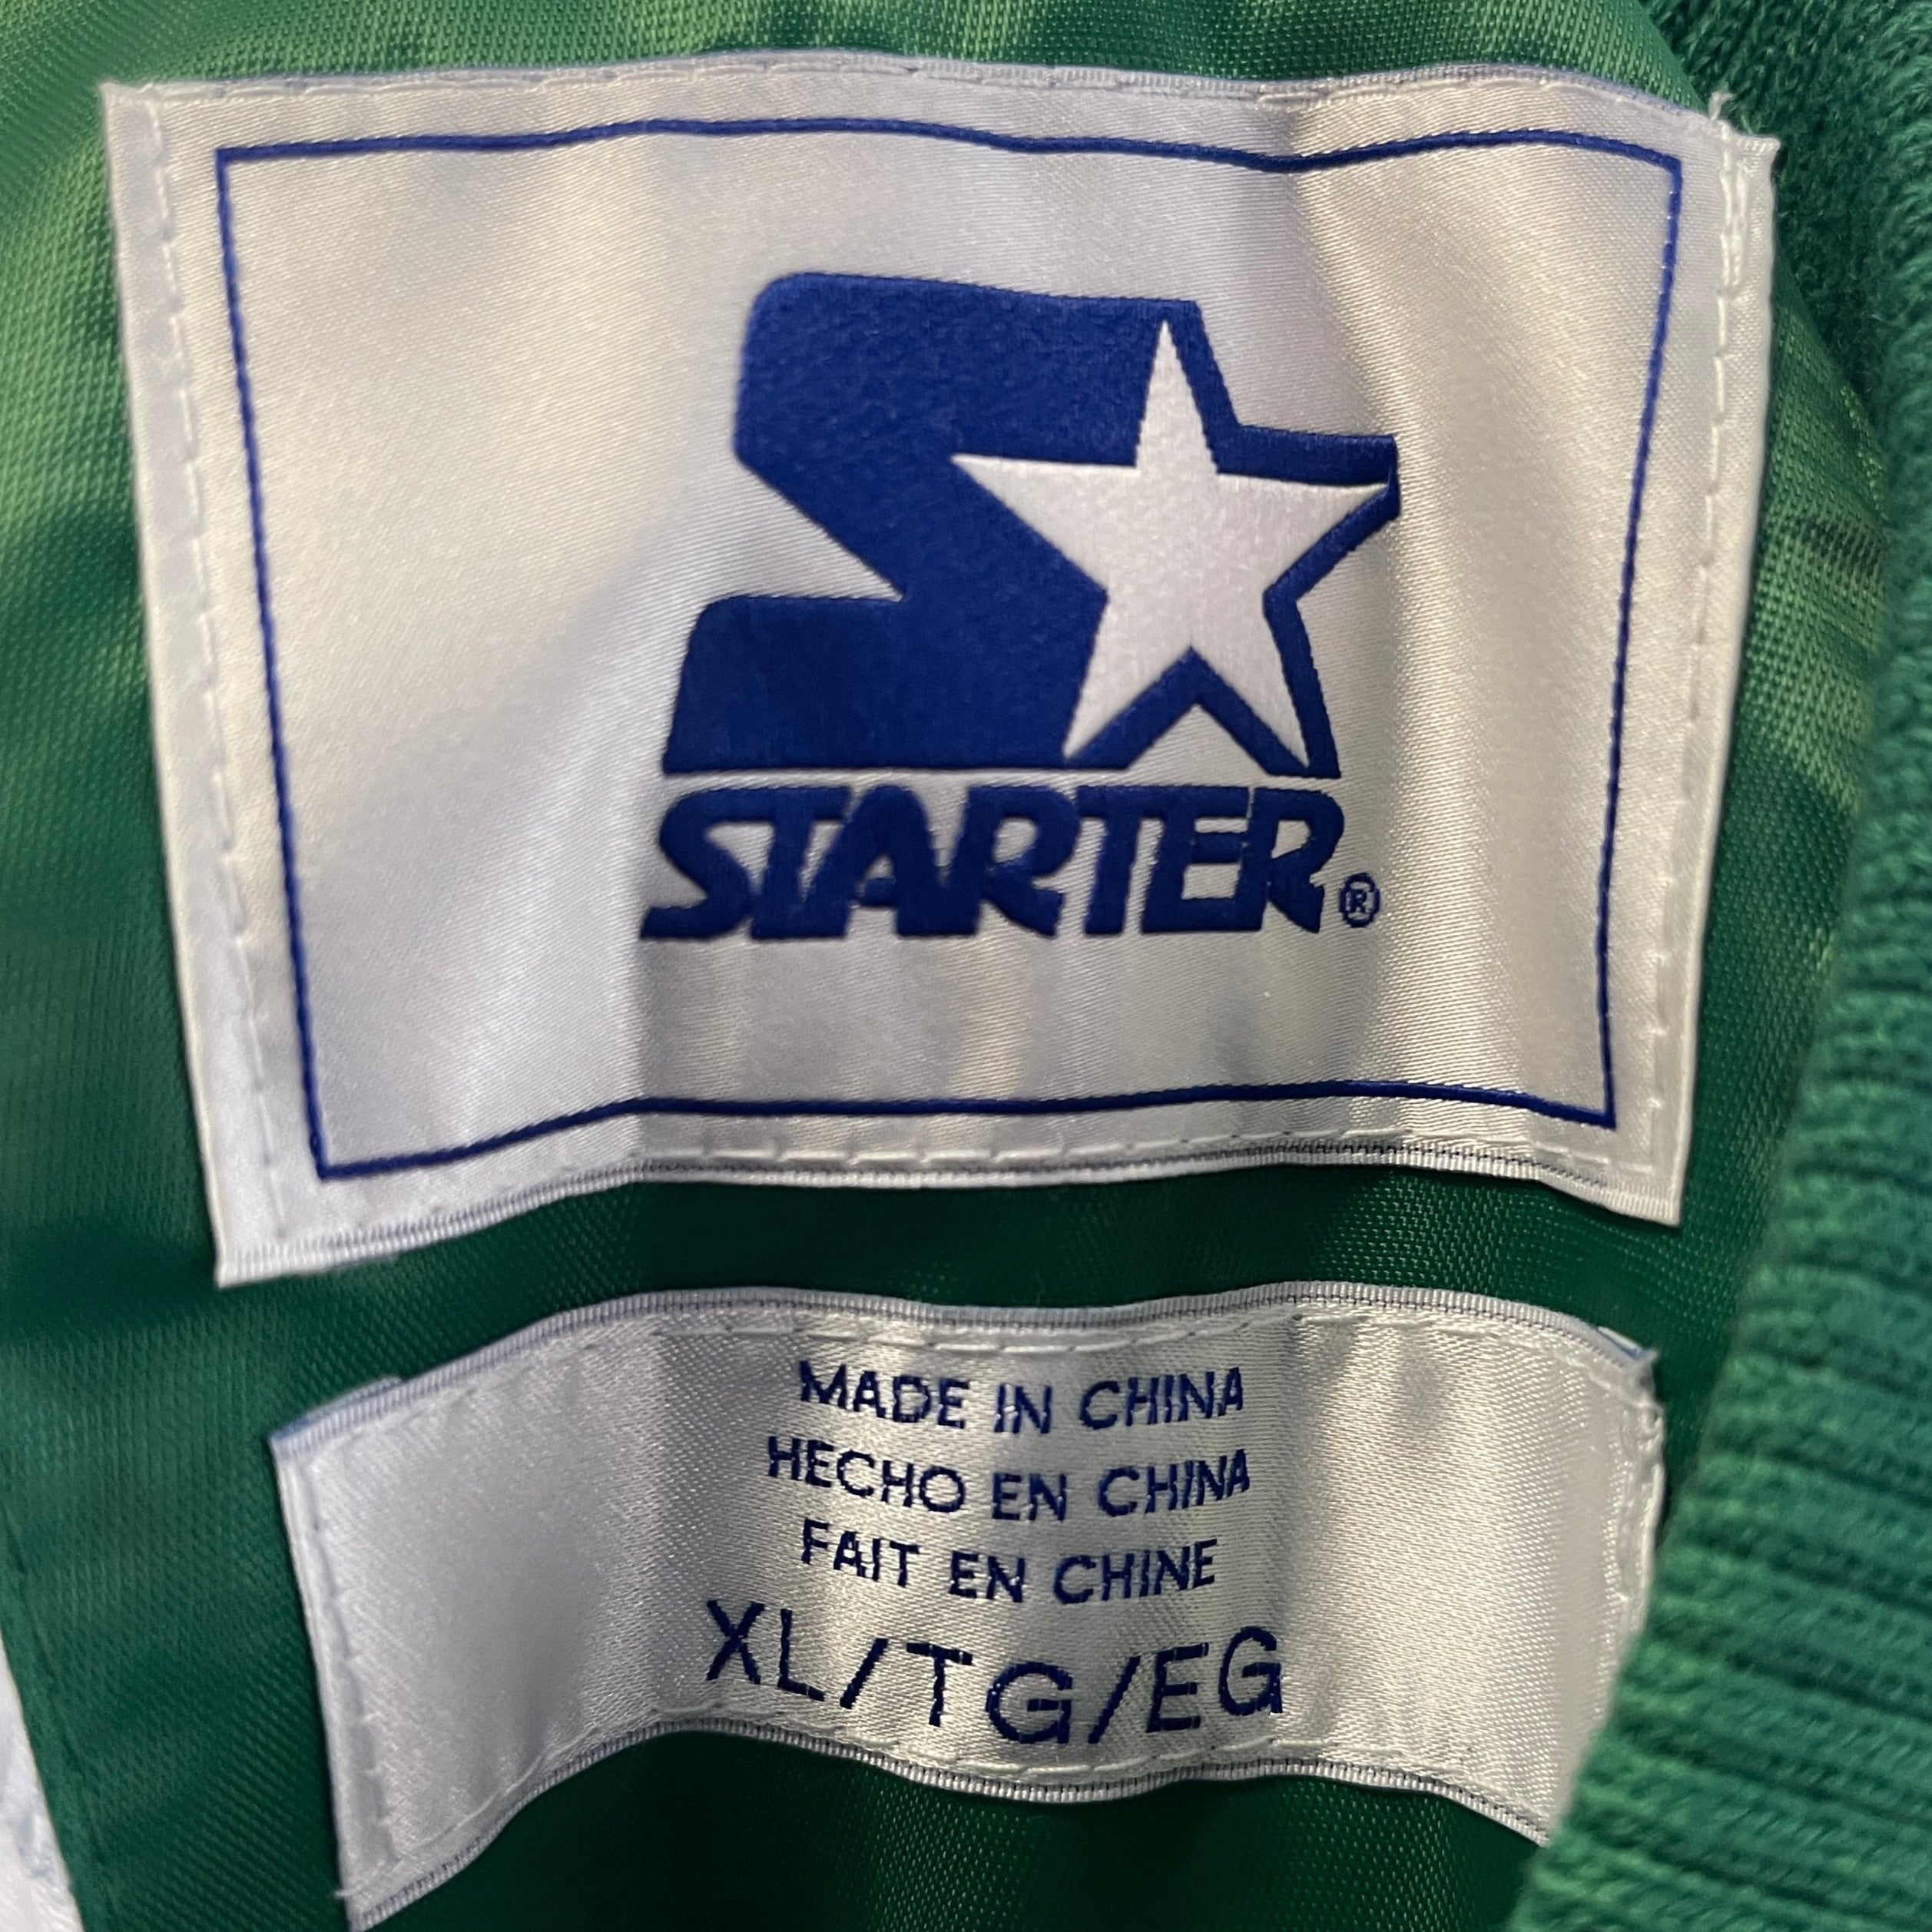 STARTER®
MADE IN CHINA
HECHO EN CHINA
FAIT EN CHINE
XL/TG/EG